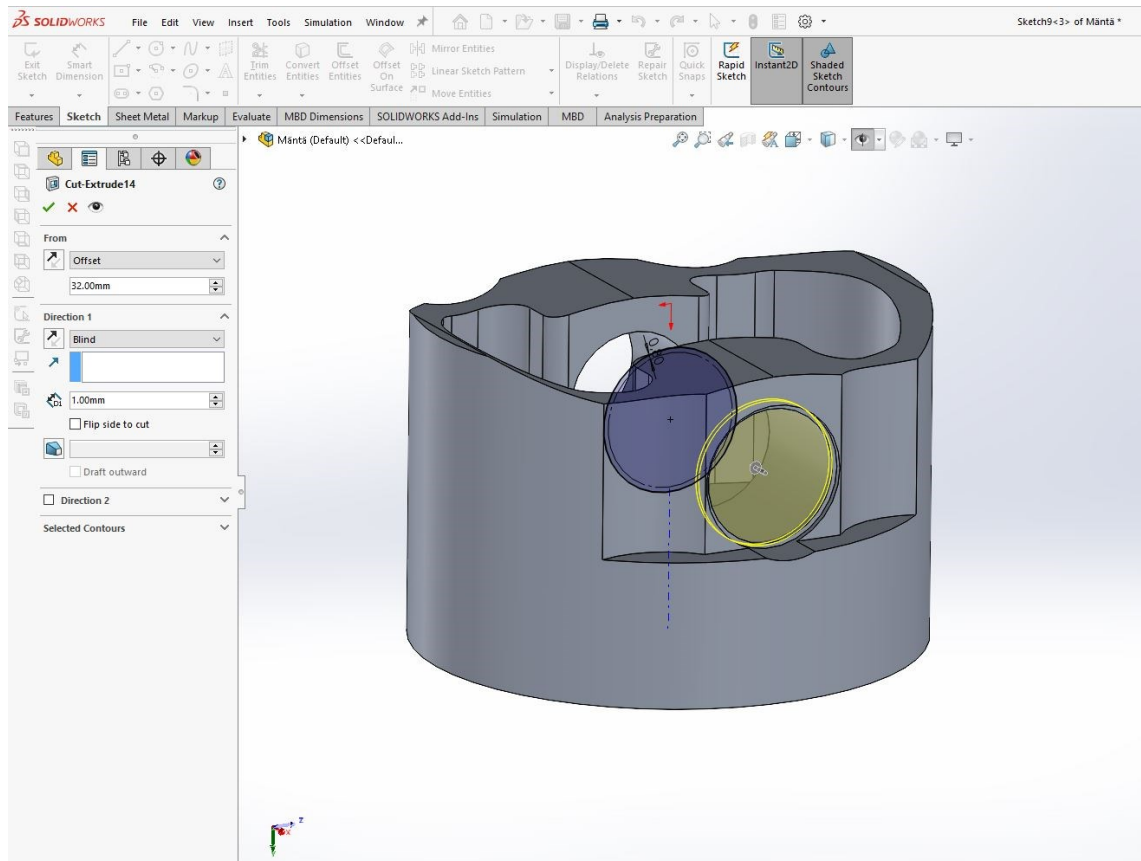 SOLIDWORKS File Edit View Insert Tools Simulation Window Sketch9<3> of Mäntä *
Exit Sketch
Smart Dimension
Trim Entities
Convert Entities
Offset Entities
Offset On Surface
Mirror Entities
Linear Sketch Pattern
Move Entities
Display/Delete Relations
Repair Sketch
Quick Snaps
Rapid Sketch
Instant2D
Shaded Sketch Contours
Features Sketch Sheet Metal Markup Evaluate MBD Dimensions SOLIDWORKS Add-Ins Simulation MBD Analysis Preparation
Mäntä (Default) <<Defaul...
Cut-Extrude14
From
Offset
32.00mm
Direction 1
Blind
D1 1.00mm
Flip side to cut
Draft outward
Direction 2
Selected Contours
z
x
y